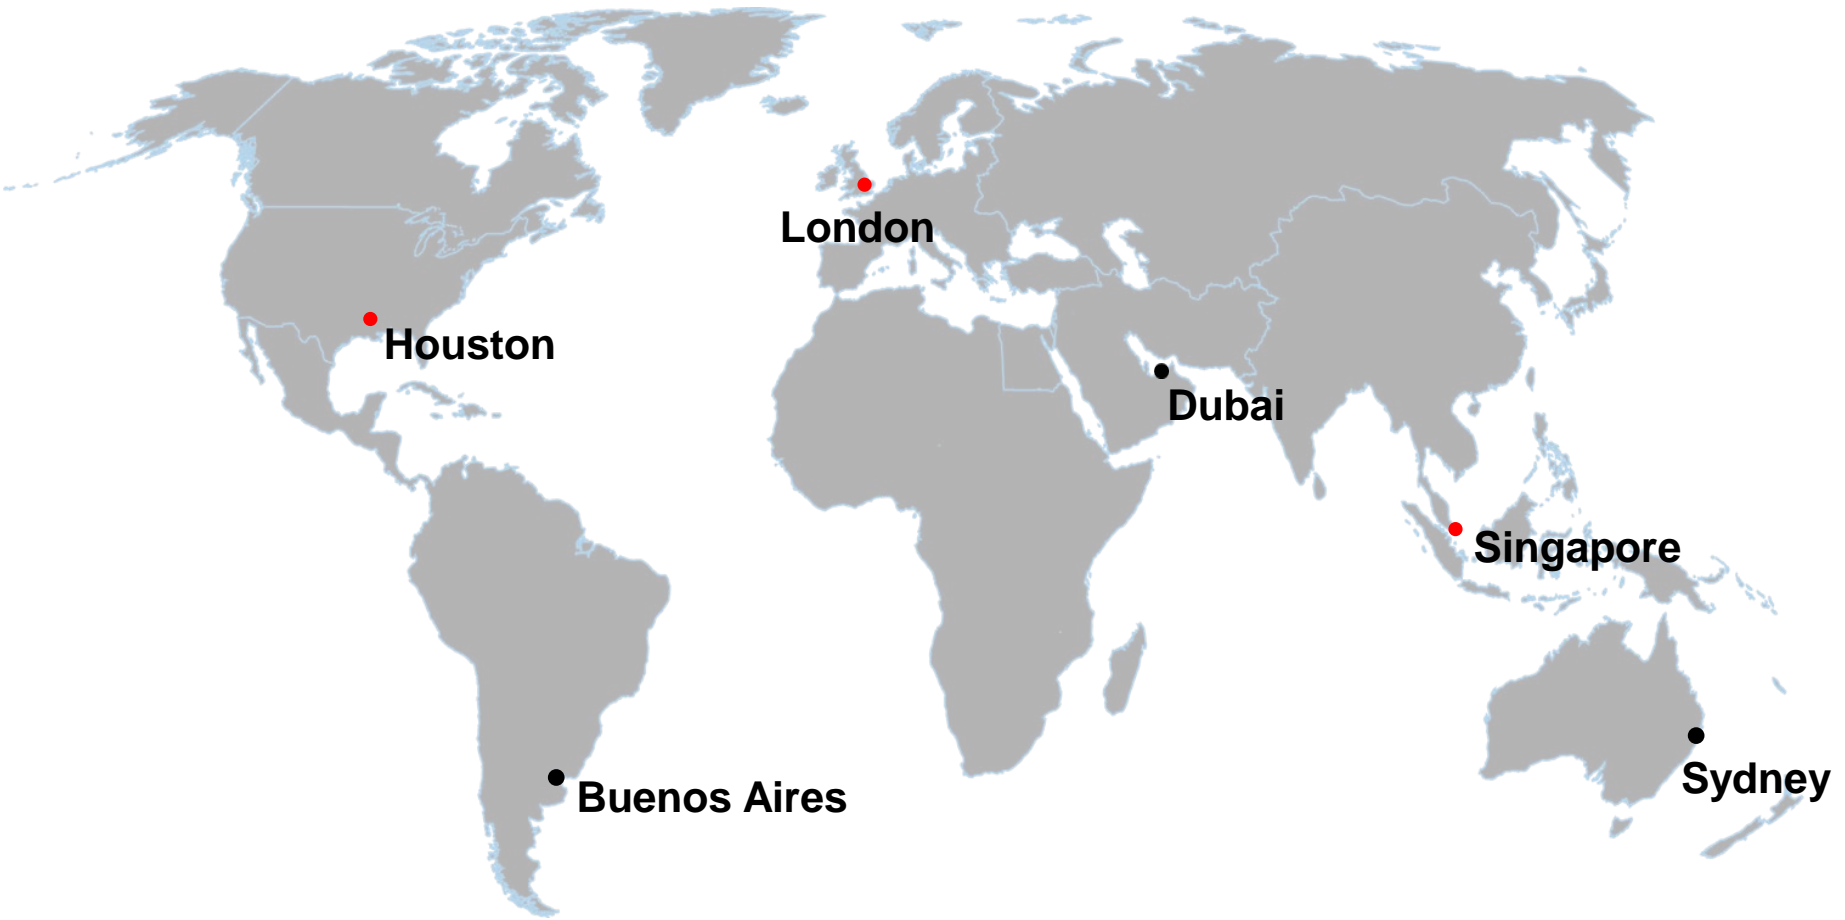 London
Houston
Dubai
Singapore
Buenos Aires
Sydney